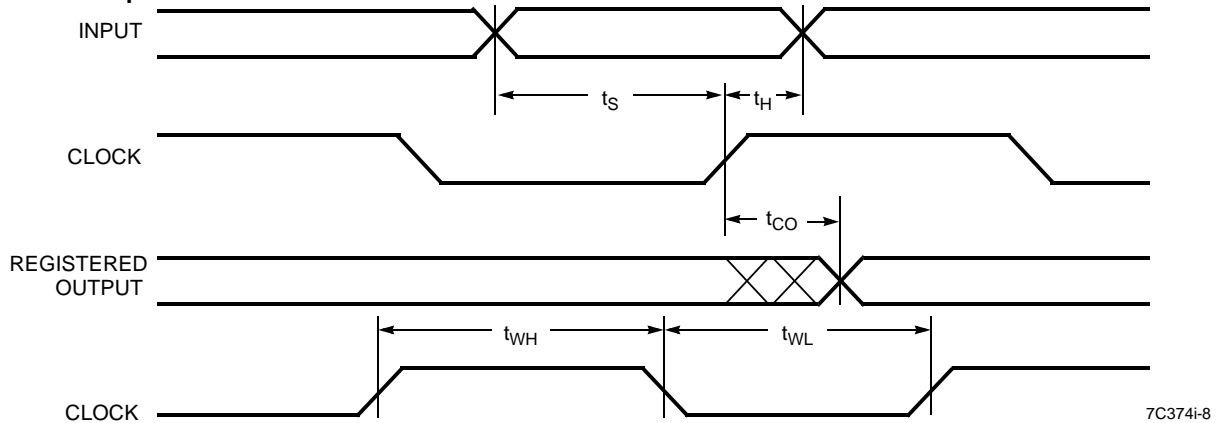 INPUT
tS
tH
CLOCK
tCO
REGISTERED
OUTPUT
tWH
tWL
CLOCK
7C374i-8